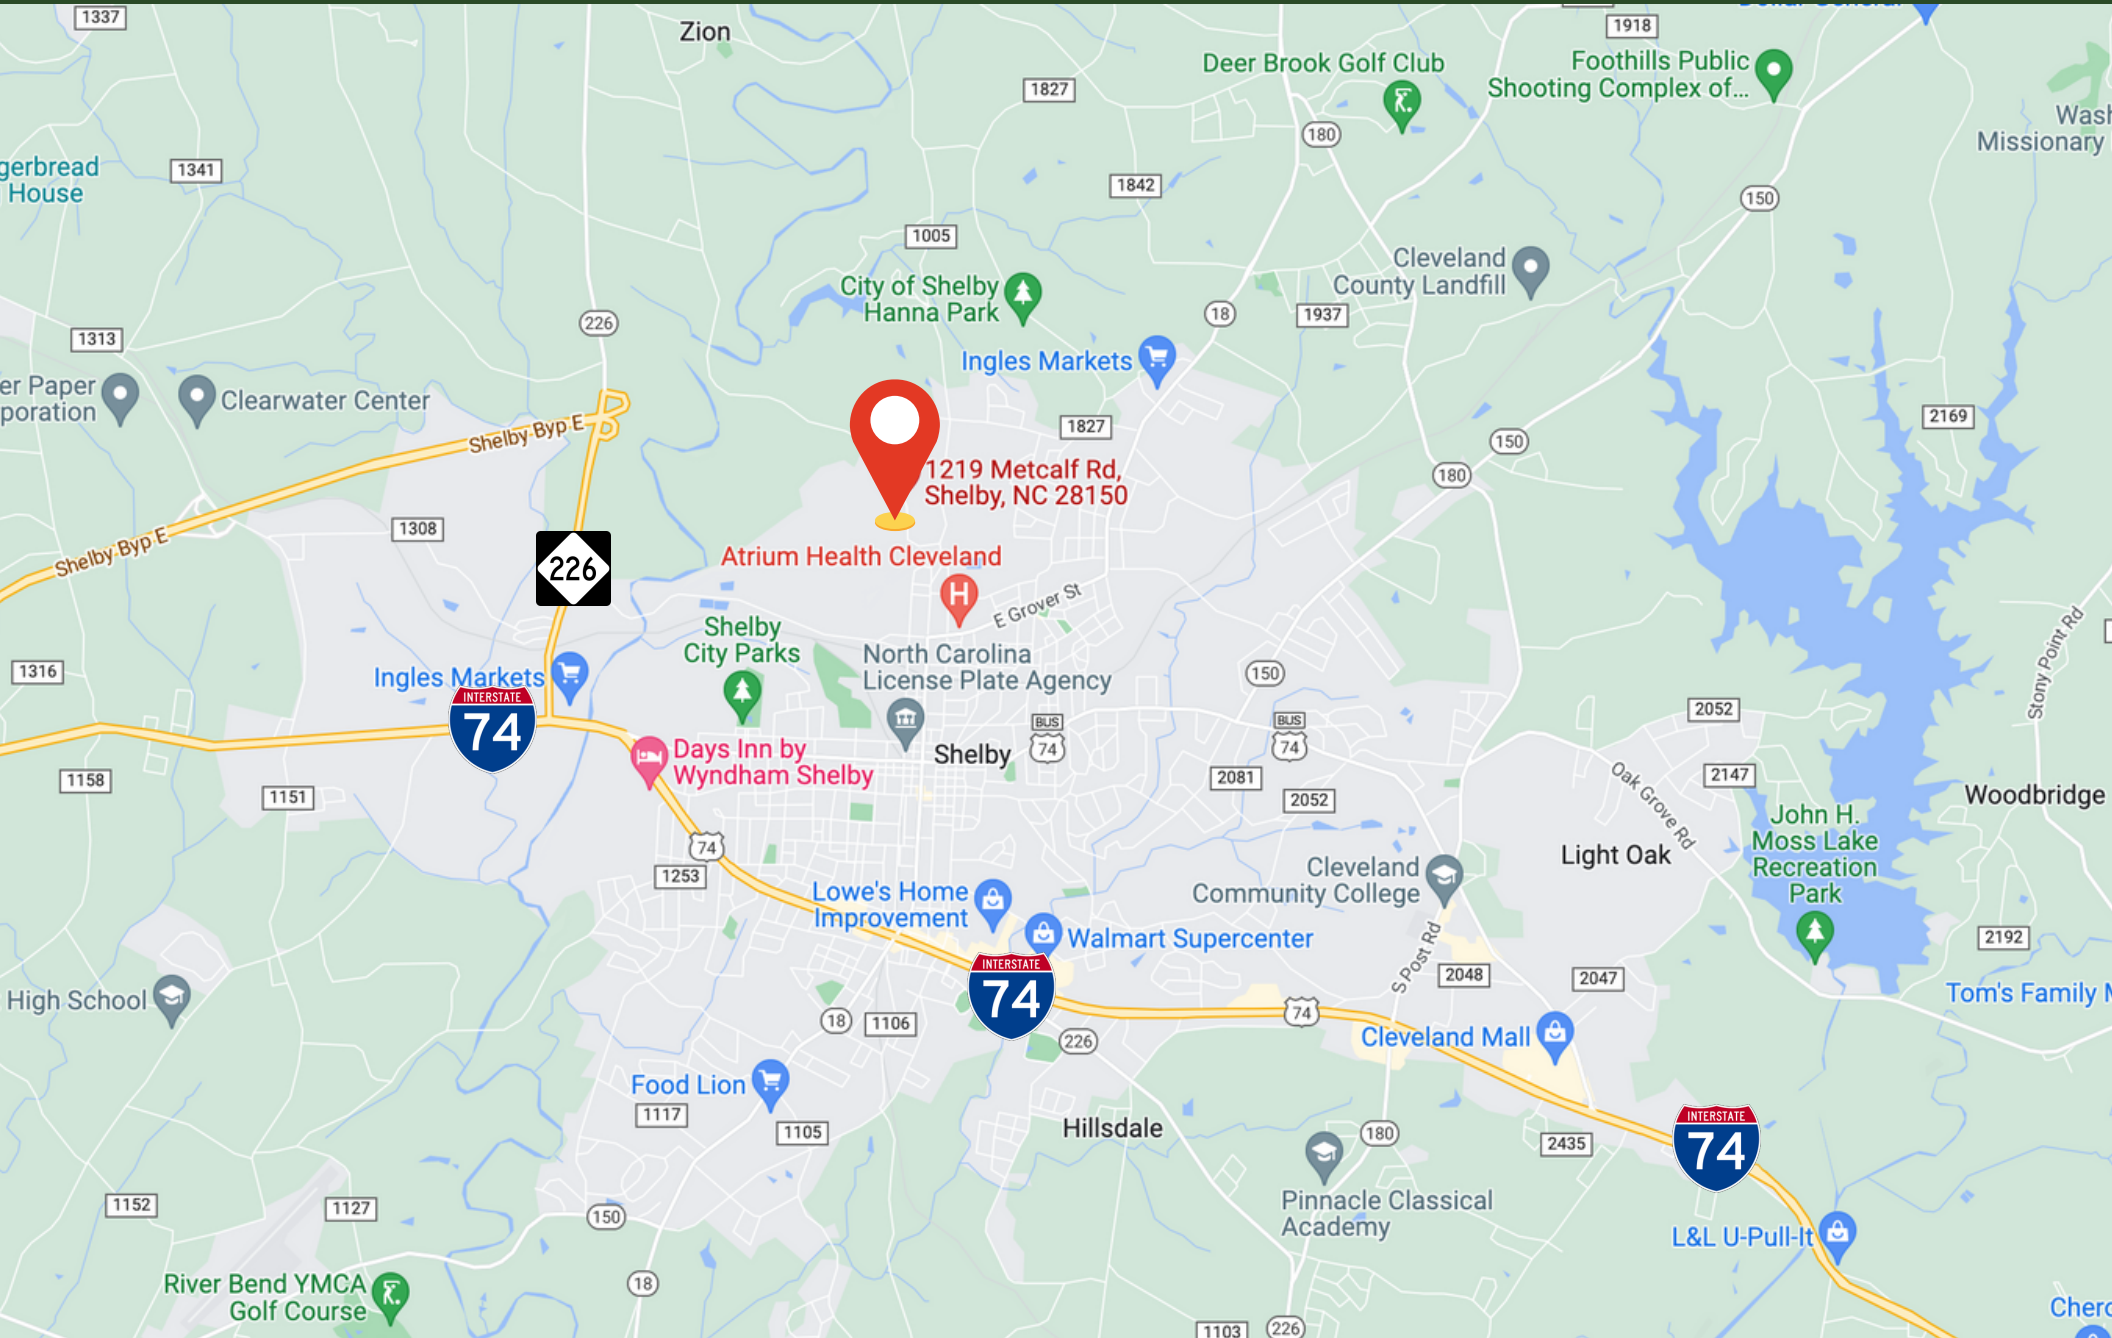 Dollar General
1337
Zion
1918
Deer Brook Golf Club
Foothills Public
Shooting Complex of...
1827
Wash
Missionary
180
gerbread
House
1341
1842
150
1005
Cleveland
County Landfill
City of Shelby
Hanna Park
18
1937
226
1313
Ingles Markets
er Paper
poration
Clearwater Center
2169
Shelby Byp E
1827
150
1219 Metcalf Rd,
Shelby, NC 28150
180
1308
Shelby Byp E
226
Atrium Health Cleveland
H
E Grover St
Shelby
City Parks
North Carolina
License Plate Agency
Stony Point Rd
1316
Ingles Markets
150
INTERSTATE
74
BUS
74
BUS
74
2052
Days Inn by
Wyndham Shelby
Shelby
1158
1151
2081
2052
Oak Grove Rd
2147
Woodbridge
John H.
Moss Lake
Recreation
Park
74
1253
Light Oak
Cleveland
Community College
Lowe's Home
Improvement
Walmart Supercenter
S Post Rd
2192
INTERSTATE
74
2048
2047
High School
Tom's Family M
18
1106
226
74
Cleveland Mall
Food Lion
1117
1105
Hillsdale
180
2435
INTERSTATE
74
Pinnacle Classical
Academy
1152
1127
150
L&L U-Pull-It
River Bend YMCA
Golf Course
18
1103
226
Chero